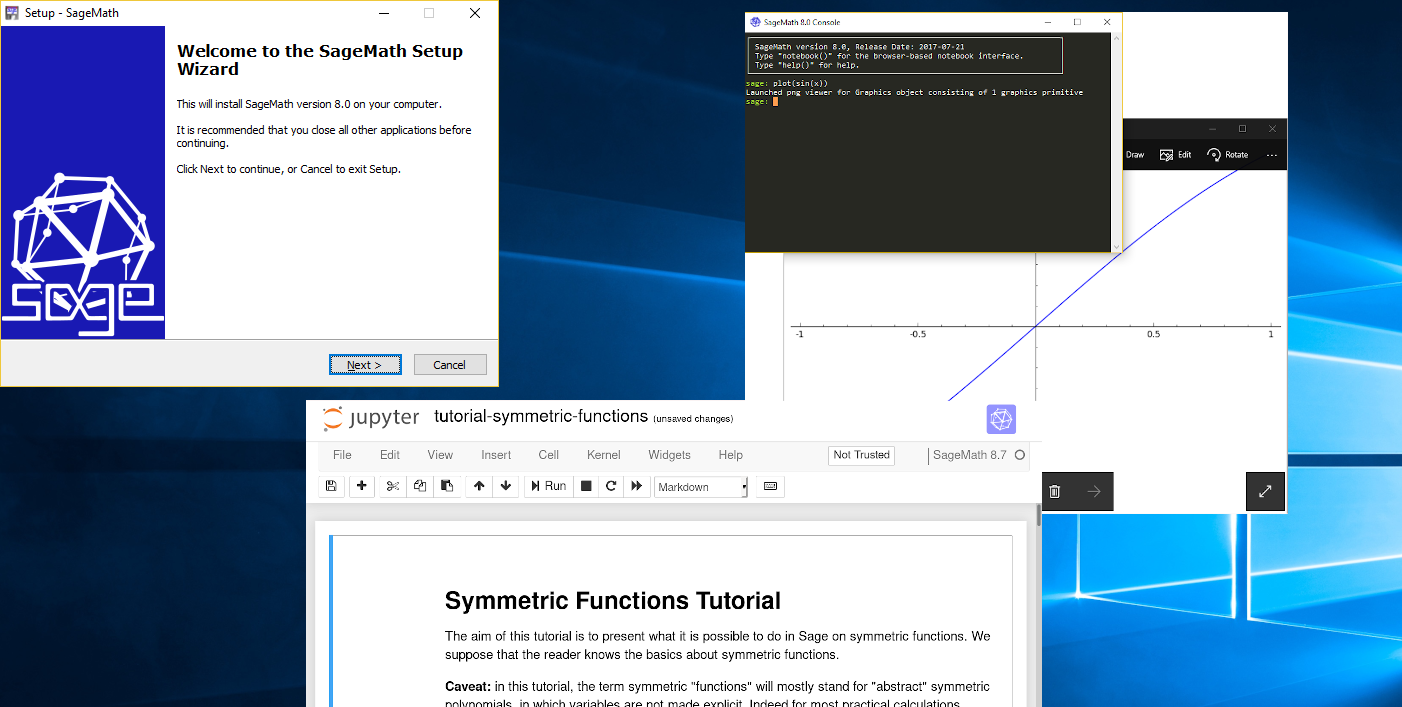 Setup - SageMath
Welcome to the SageMath Setup
Wizard
This will install SageMath version 8.0 on your computer.
It is recommended that you close all other applications before
continuing.
Click Next to continue, or Cancel to exit Setup.
sage
Next >
Cancel
SageMath 8.0 Console
SageMath version 8.0, Release Date: 2017-07-21
Type "notebook()" for the browser-based notebook interface.
Type "help()" for help.
sage: plot(sin(x))
Launched png viewer for Graphics object consisting of 1 graphics primitive
sage:
Draw Edit Rotate ...
-1 -0.5 0.5 1
jupyter tutorial-symmetric-functions (unsaved changes)
File Edit View Insert Cell Kernel Widgets Help Not Trusted SageMath 8.7
Run Markdown
Symmetric Functions Tutorial
The aim of this tutorial is to present what it is possible to do in Sage on symmetric functions. We
suppose that the reader knows the basics about symmetric functions.
Caveat: in this tutorial, the term symmetric "functions" will mostly stand for "abstract" symmetric
polynomials, in which variables are not made explicit. Indeed for most practical calculations